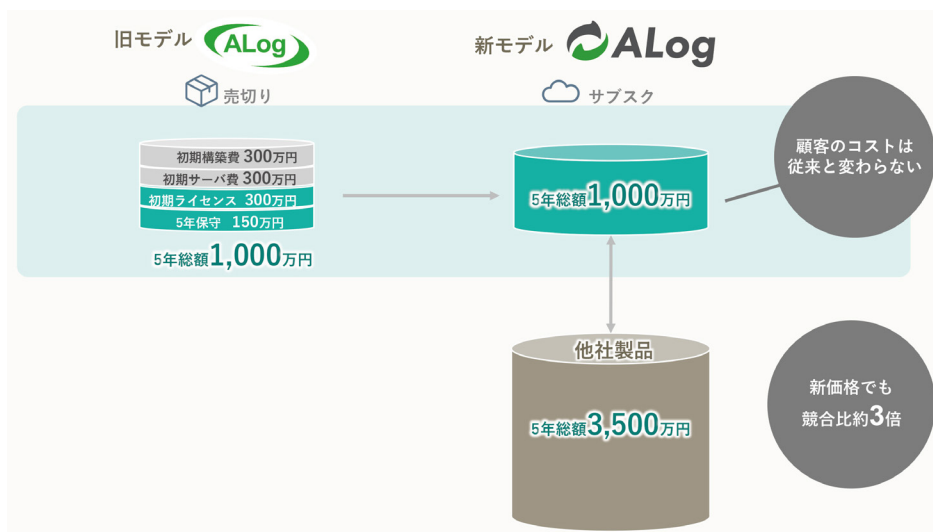 旧モデル ALog
新モデル ALog
売切り
サブスク
初期構築費 300万円
初期サーバ費 300万円
初期ライセンス 300万円
5年保守 150万円
5年総額1,000万円
5年総額1,000万円
顧客のコストは
従来と変わらない
他社製品
5年総額3,500万円
新価格でも
競合比約3倍